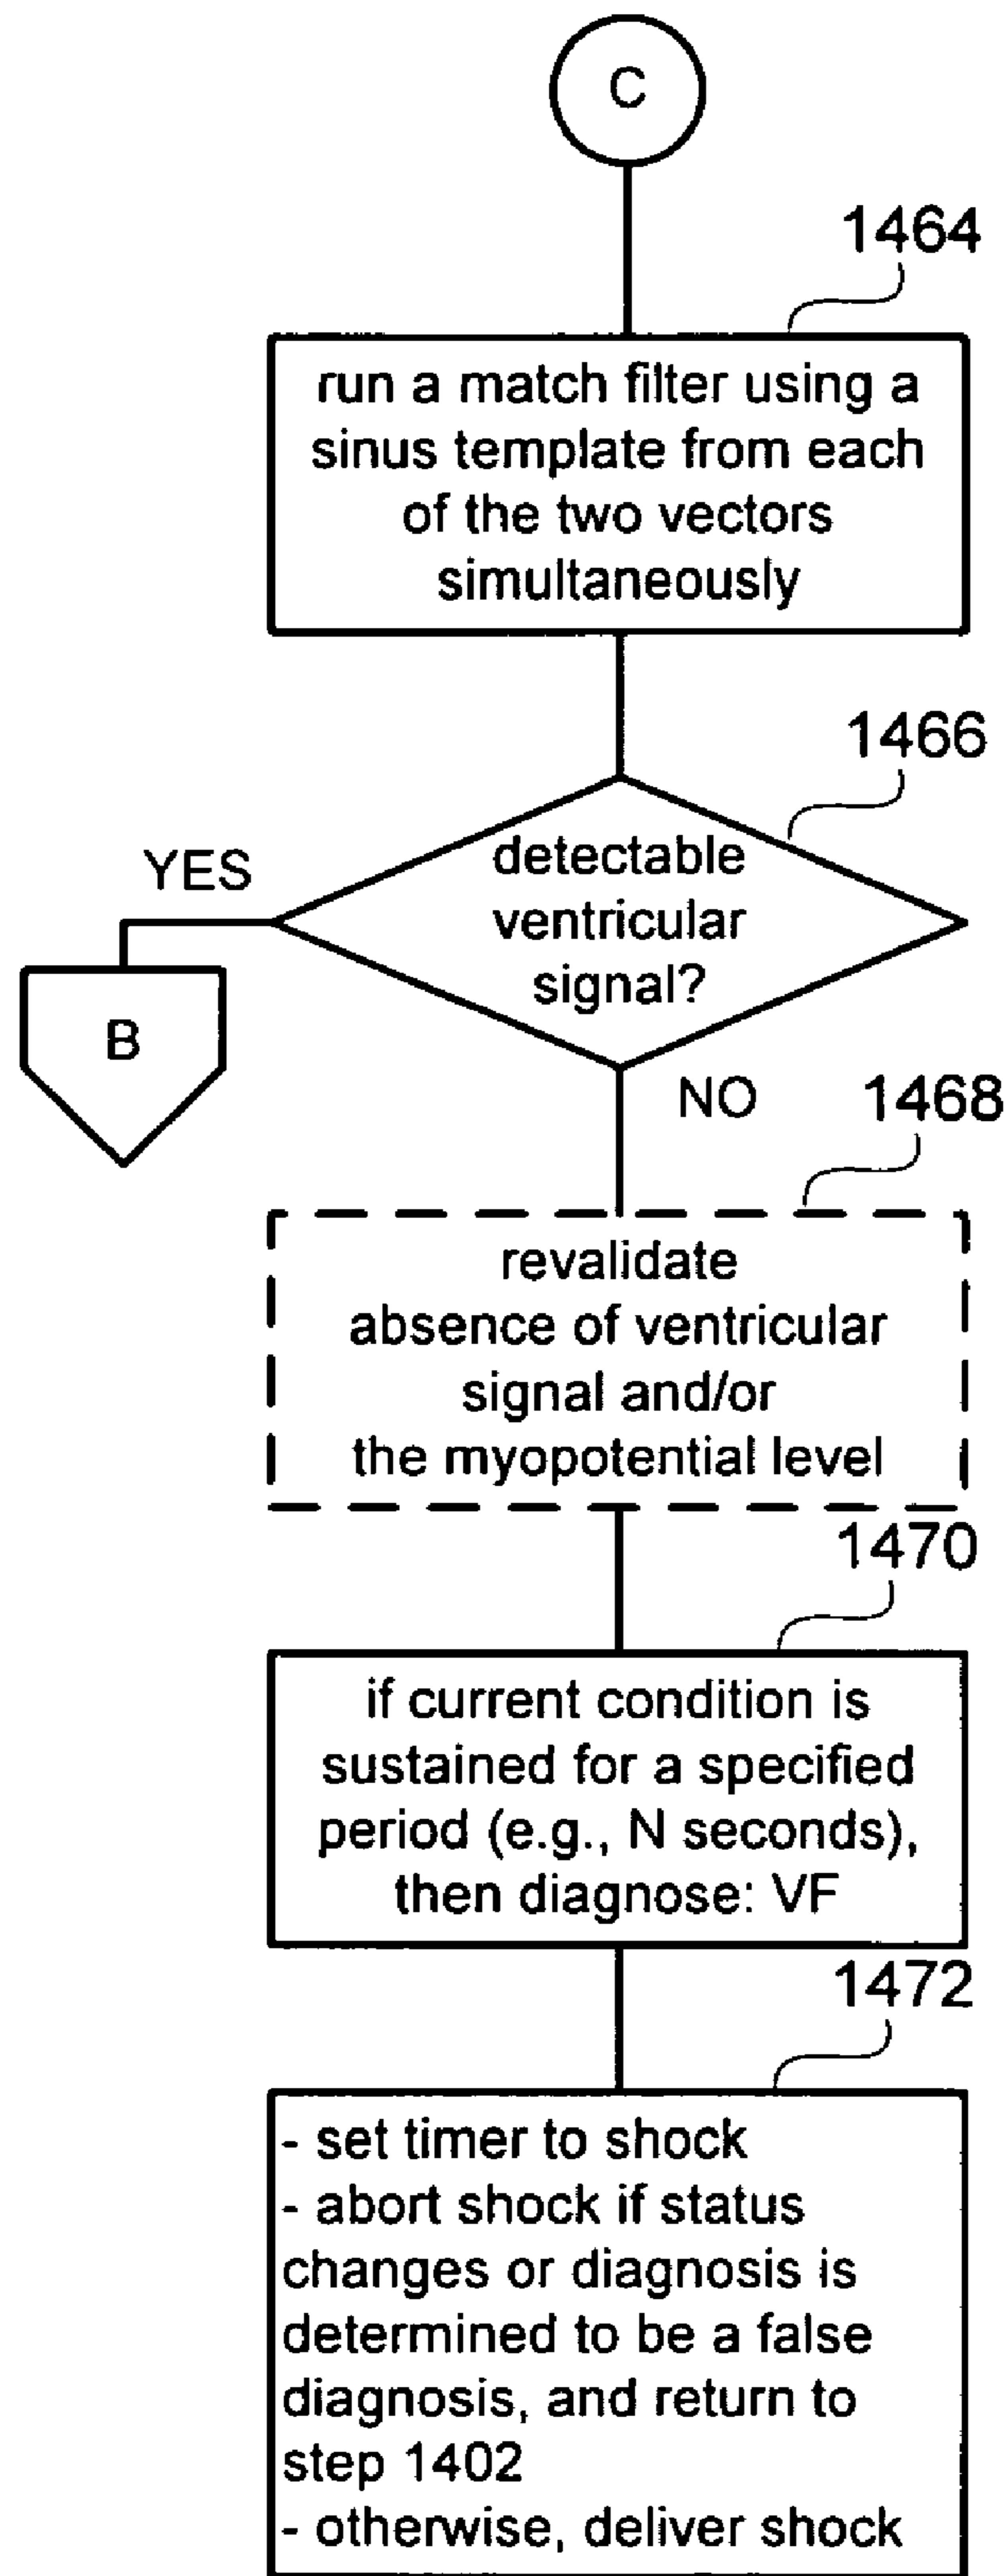 C
1464
run a match filter using a
sinus template from each
of the two vectors
simultaneously
1466
YES
detectable
ventricular
signal?
B
NO
1468
revalidate
absence of ventricular
signal and/or
the myopotential level
1470
if current condition is
sustained for a specified
period (e.g., N seconds),
then diagnose: VF
1472
- set timer to shock
- abort shock if status
changes or diagnosis is
determined to be a false
diagnosis, and return to
step 1402
- otherwise, deliver shock